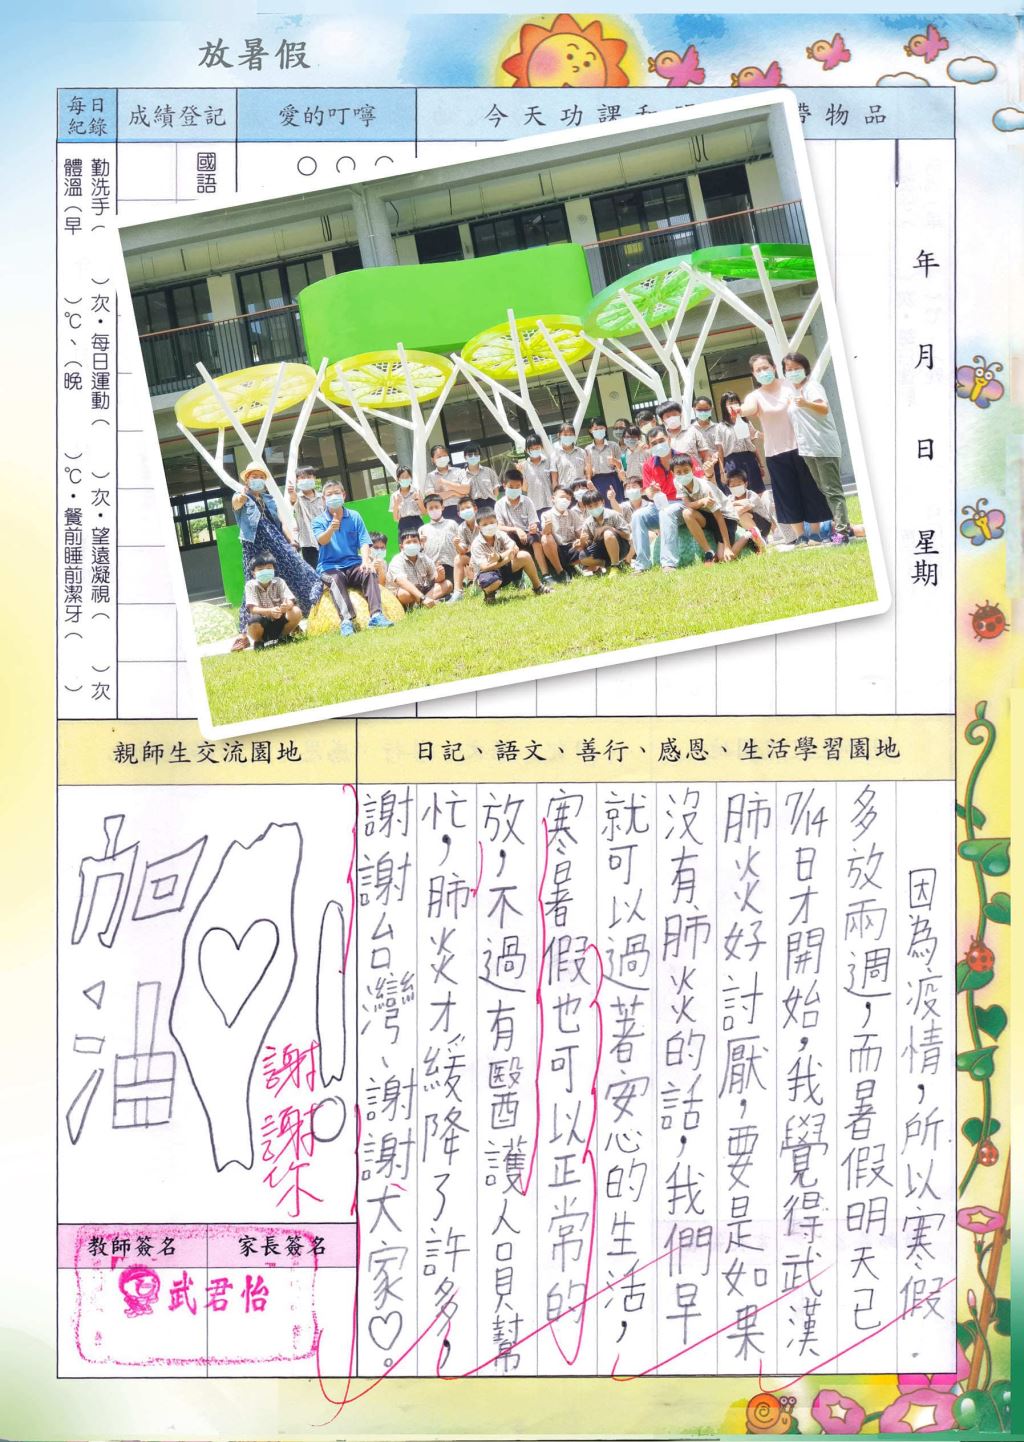 放暑假
每日紀錄
成績登記
愛的叮嚀
今天功課和
帶物品
勤洗手( )次·每日運動( )次·望遠凝視( )次
體溫(早 )℃、(晚 )℃·餐前睡前潔牙( )
國語
年 月 日 星期
親師生交流園地
日記、語文、善行、感恩、生活學習園地
因為疫情,所以寒假
多放兩週,而暑假明天已
7/14日才開始,我覺得武漢
肺炎好討厭,要是如果
沒有肺炎的話,我們早
就可以過著安心的生活,
寒暑假也可以正常的
放,不過有醫護人員幫
忙,肺炎才緩降了許多,
謝謝台灣、謝謝大家♡。
加油
謝謝你
教師簽名
家長簽名
武君怡